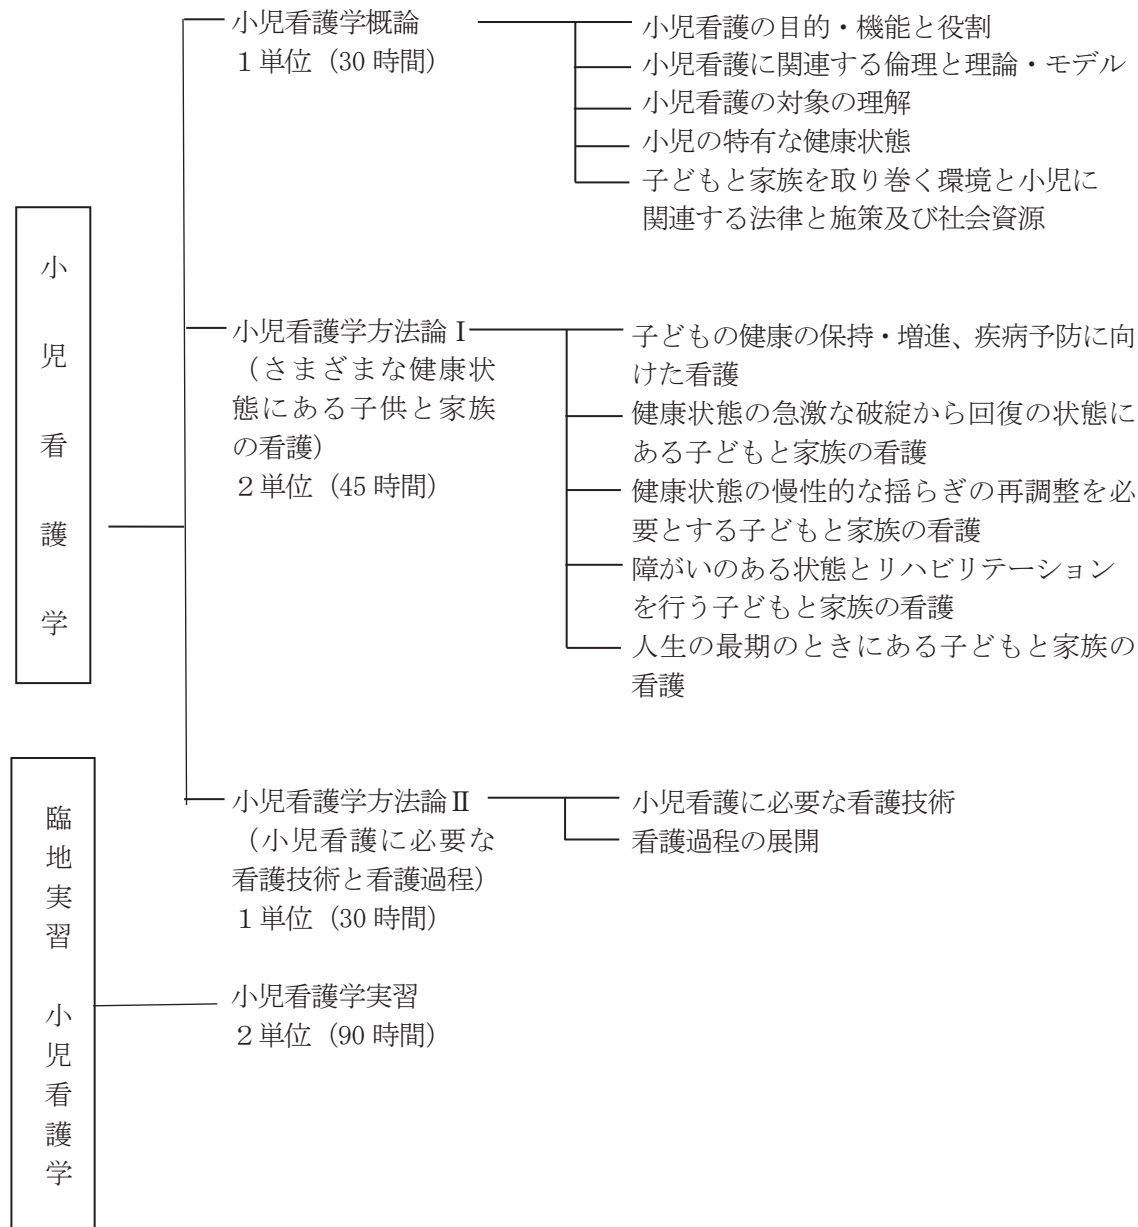 小児看護学
小児看護学概論
１単位（30 時間）
小児看護の目的・機能と役割
小児看護に関連する倫理と理論・モデル
小児看護の対象の理解
小児の特有な健康状態
子どもと家族を取り巻く環境と小児に
関連する法律と施策及び社会資源
小児看護学方法論Ⅰ
（さまざまな健康状
態にある子供と家族
の看護）
２単位（45 時間）
子どもの健康の保持・増進、疾病予防に向
けた看護
健康状態の急激な破綻から回復の状態に
ある子どもと家族の看護
健康状態の慢性的な揺らぎの再調整を必
要とする子どもと家族の看護
障がいのある状態とリハビリテーション
を行う子どもと家族の看護
人生の最期のときにある子どもと家族の
看護
小児看護学方法論Ⅱ
（小児看護に必要な
看護技術と看護過程）
１単位（30 時間）
小児看護に必要な看護技術
看護過程の展開
臨地実習　小児看護学
小児看護学実習
２単位（90 時間）